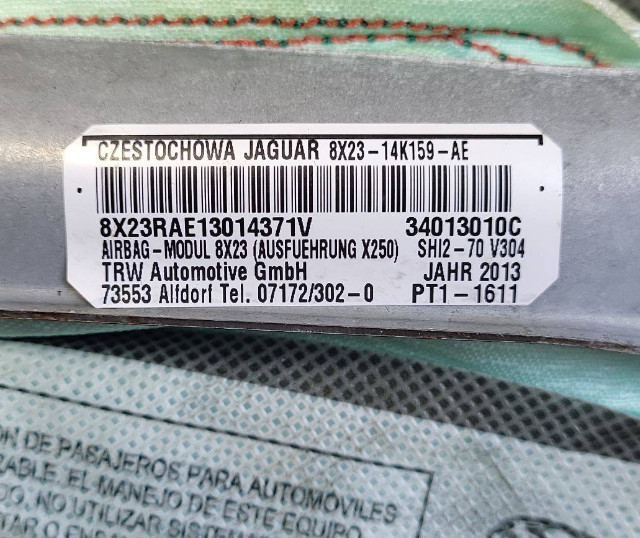 CZESTOCHOWA JAGUAR 8X23-14K159-AE
8X23RAE13014371V 34013010C
AIRBAG-MODUL 8X23 (AUSFUEHRUNG X250) SHI2-70 V304
TRW Automotive GmbH JAHR 2013
73553 Alfdorf Tel. 07172/302-0 PT1-1611
DE PASAJEROS PARA AUTOMÓVILES
EL MANEJO DE ESTE EQUIPO
NO UTILIZAR